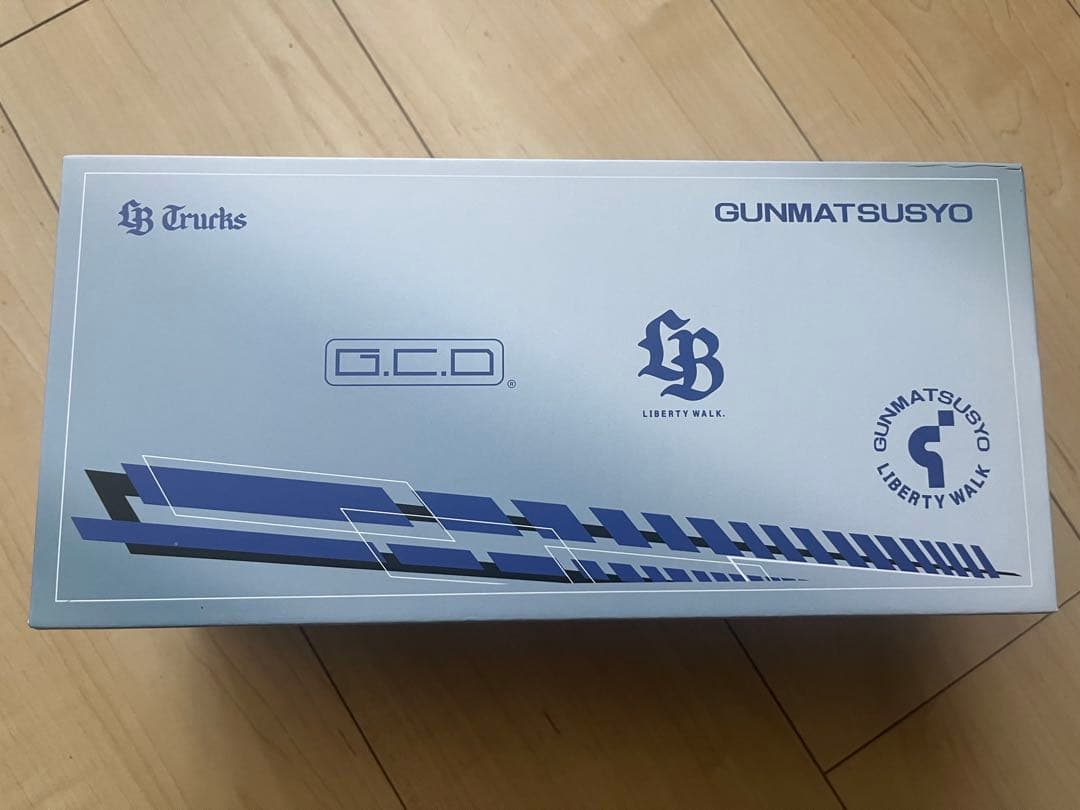 LB Trucks
GUNMATSUSYO
G.C.D®
LB
LIBERTY WALK.
GUNMATSUSYO
LIBERTY WALK